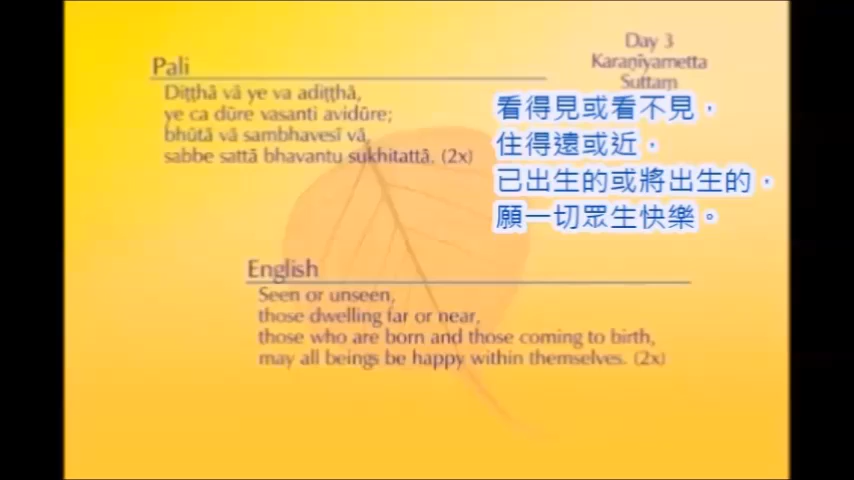 Day 3
Karaṇīyametta
Suttaṃ
Pali
Diṭṭhā vā ye va adiṭṭhā,
ye ca dūre vasanti avidūre;
bhūtā vā sambhavesī vā,
sabbe sattā bhavantu sukhitattā. (2x)
看得見或看不見，
住得遠或近，
已出生的或將出生的，
願一切眾生快樂。
English
Seen or unseen,
those dwelling far or near,
those who are born and those coming to birth,
may all beings be happy within themselves. (2x)